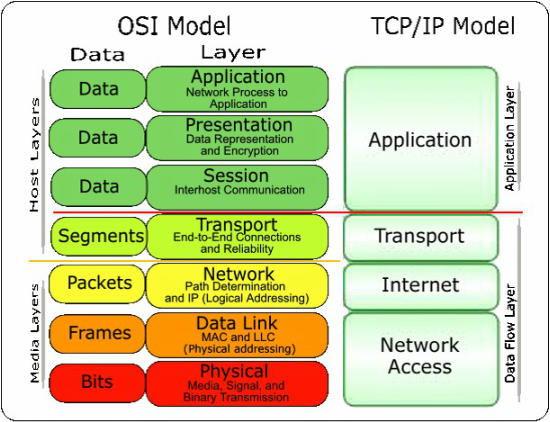 OSI Model
TCP/IP Model
Data
Layer
Host Layers
Data
Application
Network Process to
Application
Data
Presentation
Data Representation
and Encryption
Data
Session
Interhost Communication
Segments
Transport
End-to-End Connections
and Reliability
Media Layers
Packets
Network
Path Determination
and IP (Logical Addressing)
Frames
Data Link
MAC and LLC
(Physical addressing)
Bits
Physical
Media, Signal, and
Binary Transmission
Application
Transport
Internet
Network
Access
Application Layer
Data Flow Layer